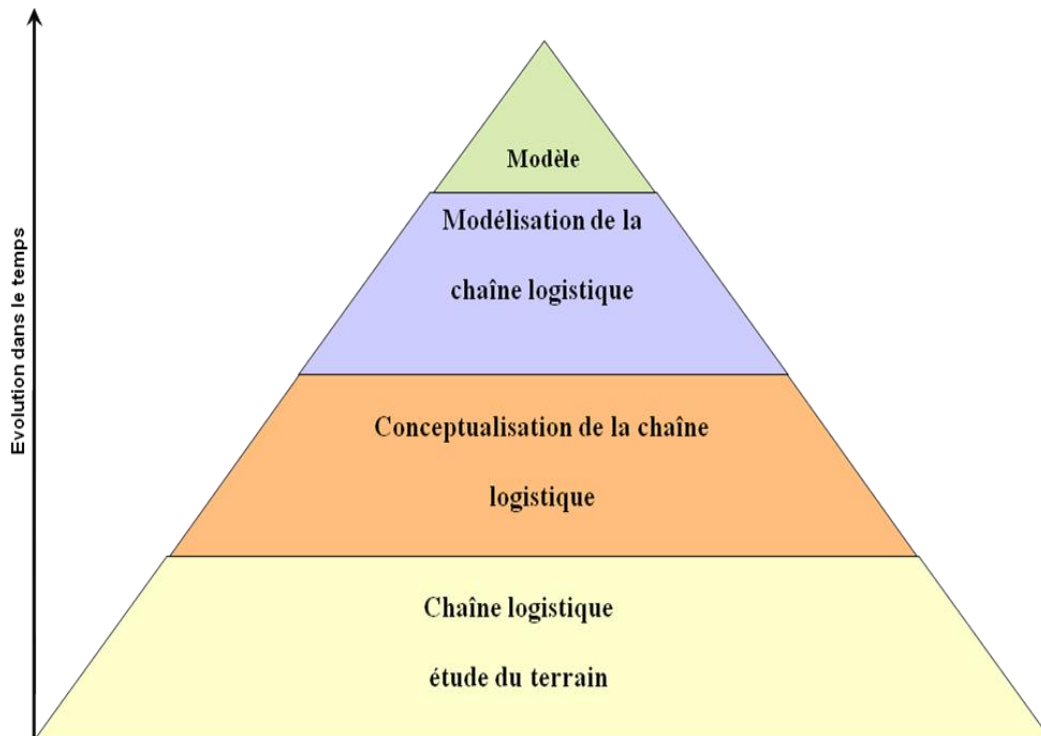 Modèle
Modélisation de la
chaîne logistique
Conceptualisation de la chaîne
logistique
Chaîne logistique
étude du terrain
Evolution dans le temps